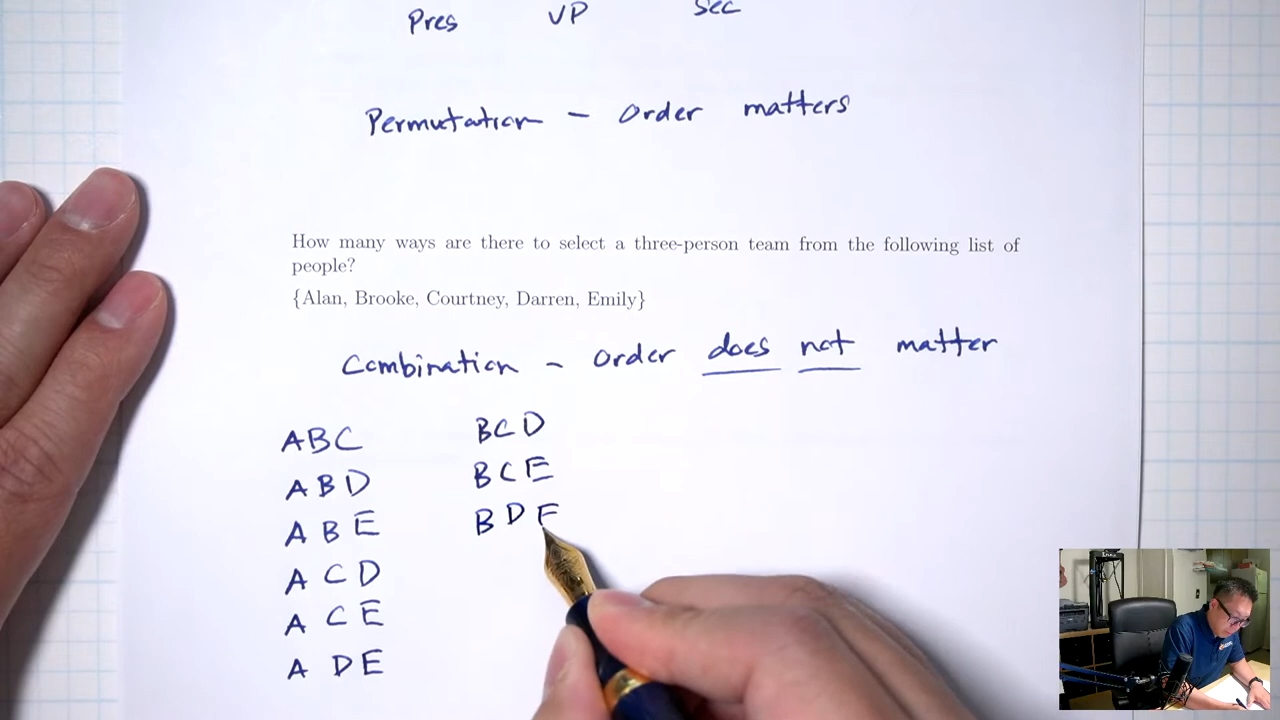 Pres VP Sec
Permutation – Order matters
How many ways are there to select a three-person team from the following list of
people?
{Alan, Brooke, Courtney, Darren, Emily}
Combination – Order does not matter
ABC
ABD
ABE
ACD
ACE
ADE
BCD
BCE
BDE